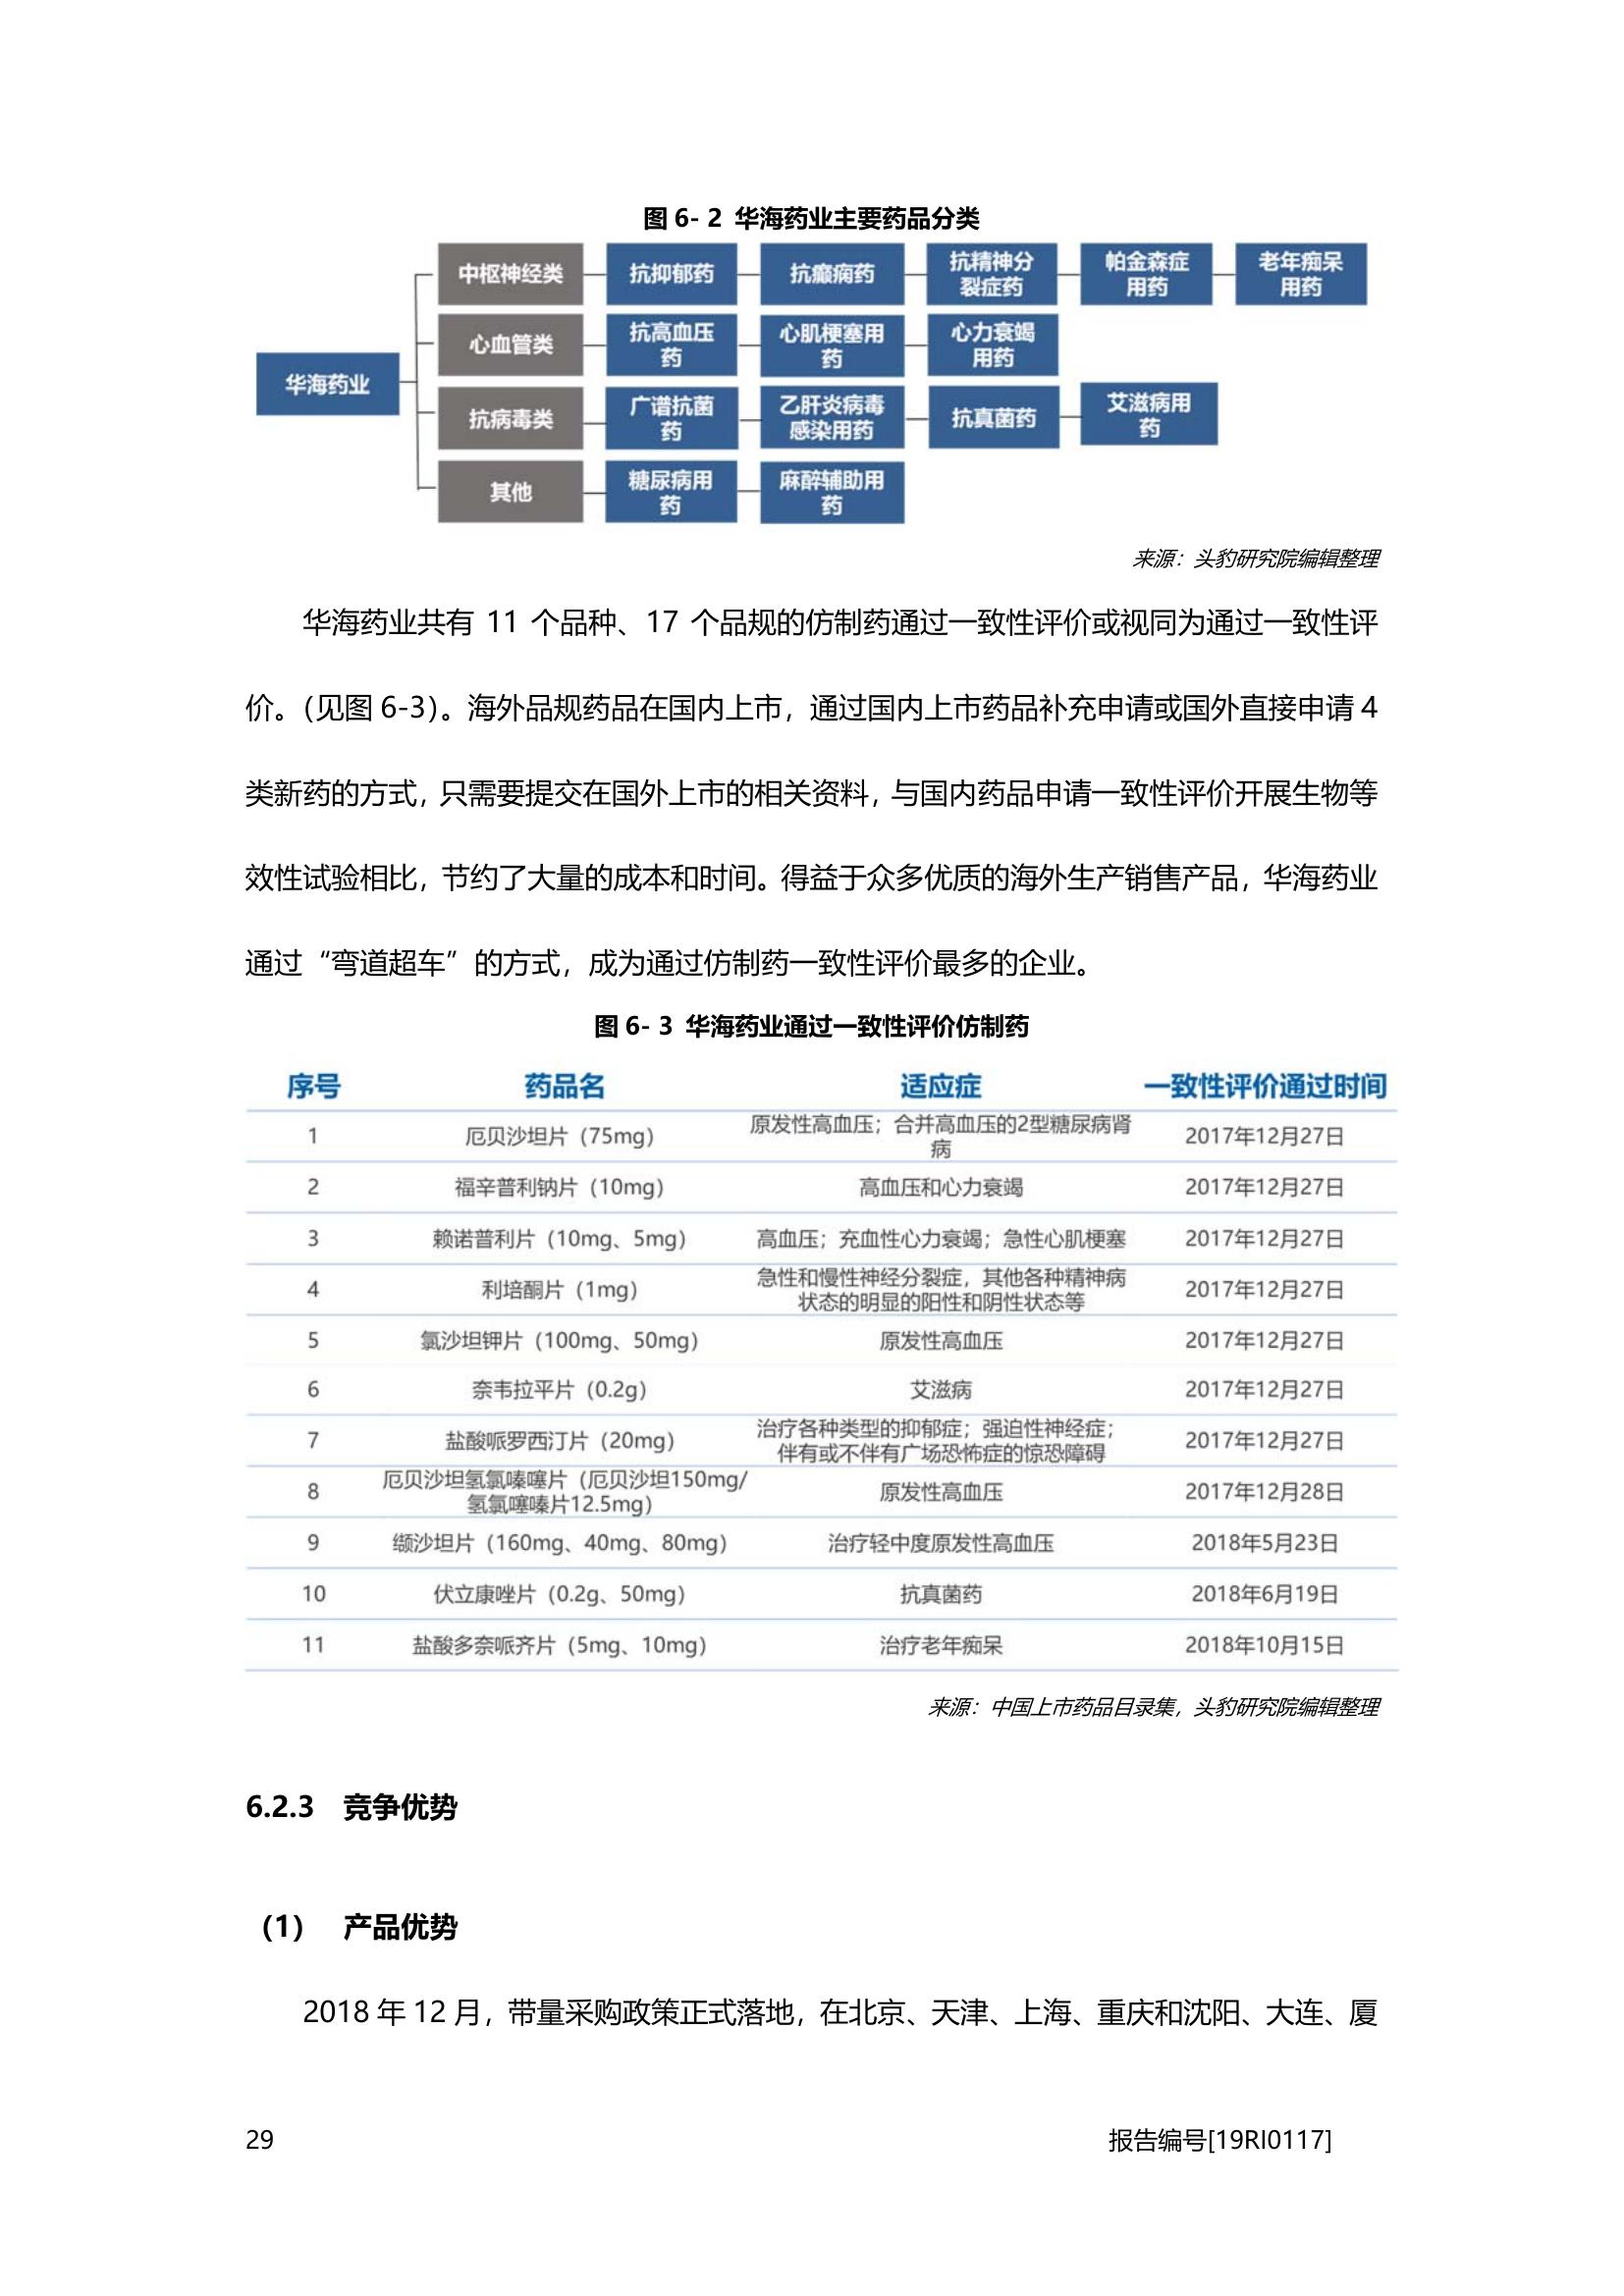 图 6- 2 华海药业主要药品分类
华海药业
中枢神经类
抗抑郁药
抗癫痫药
抗精神分
裂症药
帕金森症
用药
老年痴呆
用药
心血管类
抗高血压
药
心肌梗塞用
药
心力衰竭
用药
抗病毒类
广谱抗菌
药
乙肝炎病毒
感染用药
抗真菌药
艾滋病用
药
其他
糖尿病用
药
麻醉辅助用
药
来源：头豹研究院编辑整理
华海药业共有 11 个品种、17 个品规的仿制药通过一致性评价或视同为通过一致性评
价。（见图 6-3）。海外品规药品在国内上市，通过国内上市药品补充申请或国外直接申请 4
类新药的方式，只需要提交在国外上市的相关资料，与国内药品申请一致性评价开展生物等
效性试验相比，节约了大量的成本和时间。得益于众多优质的海外生产销售产品，华海药业
通过“弯道超车”的方式，成为通过仿制药一致性评价最多的企业。
图 6- 3 华海药业通过一致性评价仿制药
序号 药品名 适应症 一致性评价通过时间
1 厄贝沙坦片（75mg） 原发性高血压；合并高血压的2型糖尿病肾
病 2017年12月27日
2 福辛普利钠片（10mg） 高血压和心力衰竭 2017年12月27日
3 赖诺普利片（10mg、5mg） 高血压；充血性心力衰竭；急性心肌梗塞 2017年12月27日
4 利培酮片（1mg） 急性和慢性神经分裂症，其他各种精神病
状态的明显的阳性和阴性状态等 2017年12月27日
5 氯沙坦钾片（100mg、50mg） 原发性高血压 2017年12月27日
6 奈韦拉平片（0.2g） 艾滋病 2017年12月27日
7 盐酸哌罗西汀片（20mg） 治疗各种类型的抑郁症；强迫性神经症；
伴有或不伴有广场恐怖症的惊恐障碍 2017年12月27日
8 厄贝沙坦氢氯嗪噻片（厄贝沙坦150mg/
氢氯噻嗪片12.5mg） 原发性高血压 2017年12月28日
9 缬沙坦片（160mg、40mg、80mg） 治疗轻中度原发性高血压 2018年5月23日
10 伏立康唑片（0.2g、50mg） 抗真菌药 2018年6月19日
11 盐酸多奈哌齐片（5mg、10mg） 治疗老年痴呆 2018年10月15日
来源：中国上市药品目录集，头豹研究院编辑整理
6.2.3 竞争优势
（1） 产品优势
2018 年 12 月，带量采购政策正式落地，在北京、天津、上海、重庆和沈阳、大连、厦
29 报告编号[19RI0117]